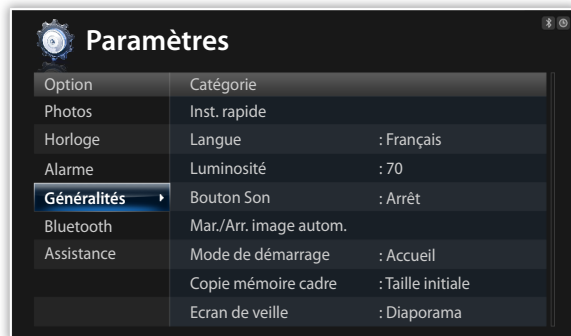 Paramètres
Option Catégorie
Photos Inst. rapide
Horloge Langue : Français
Alarme Luminosité : 70
Généralités Bouton Son : Arrêt
Bluetooth Mar./Arr. image autom.
Assistance Mode de démarrage : Accueil
Copie mémoire cadre : Taille initiale
Ecran de veille : Diaporama